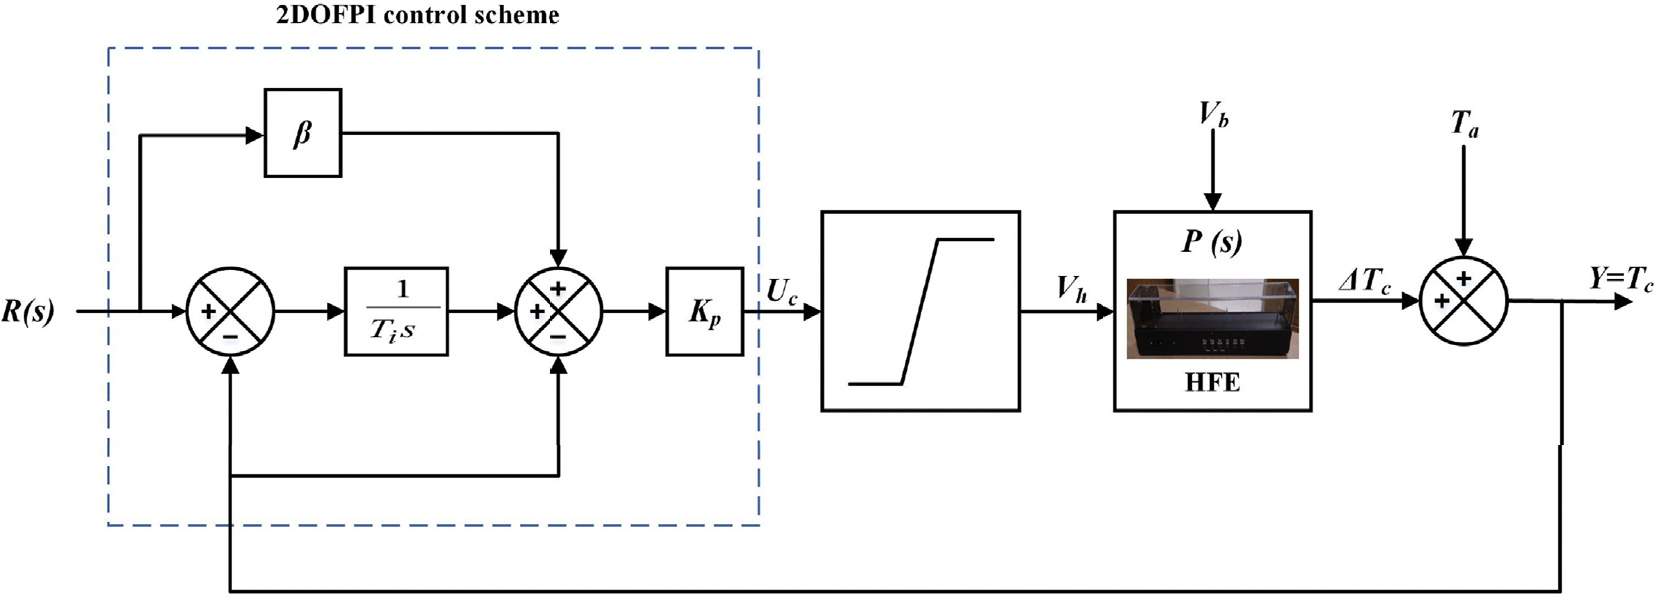 2DOFPI control scheme
β
V_b
T_a
P (s)
R(s)
+
−
1
T_i s
+
+
−
K_p
U_c
V_h
HFE
ΔT_c
+
+
Y=T_c